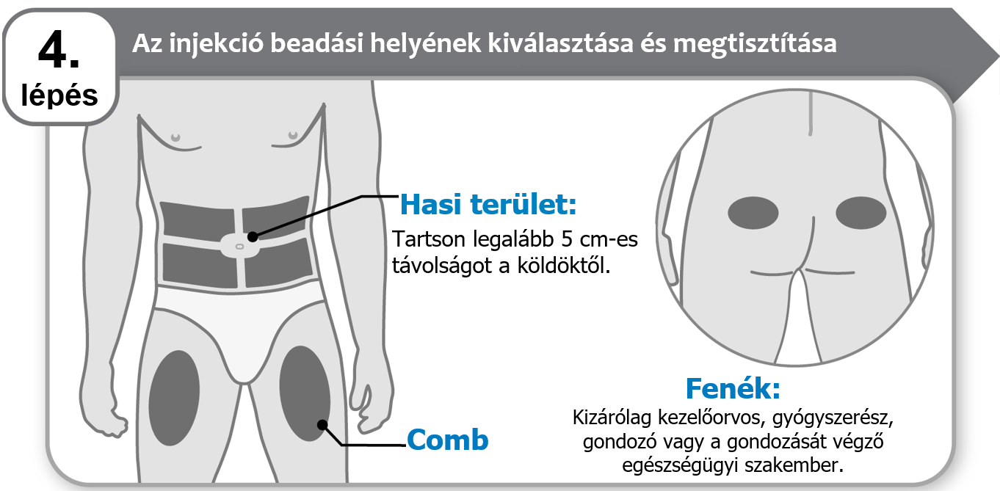 4.
lépés
Az injekció beadási helyének kiválasztása és megtisztítása
Hasi terület:
Tartson legalább 5 cm-es
távolságot a köldöktől.
Comb
Fenék:
Kizárólag kezelőorvos, gyógyszerész,
gondozó vagy a gondozását végző
egészségügyi szakember.